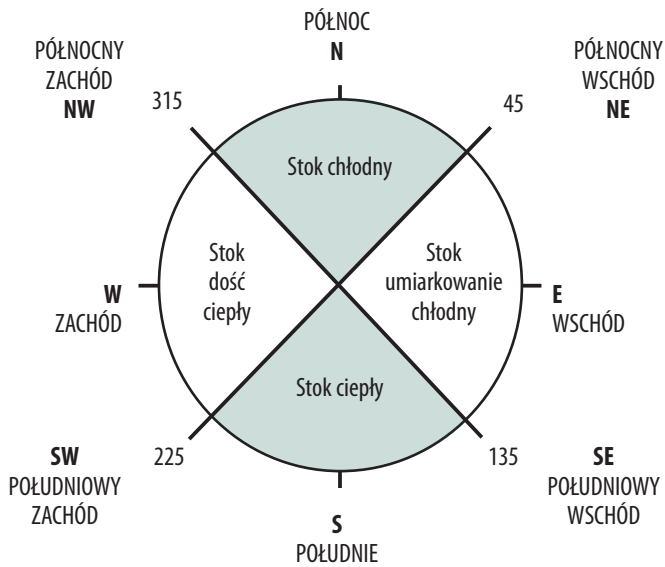 PÓŁNOC
N
PÓŁNOCNY
ZACHÓD
NW
315
45
PÓŁNOCNY
WSCHÓD
NE
Stok chłodny
Stok
dość
ciepły
Stok
umiarkowanie
chłodny
W
ZACHÓD
E
WSCHÓD
Stok ciepły
SW
POŁUDNIOWY
ZACHÓD
225
135
SE
POŁUDNIOWY
WSCHÓD
S
POŁUDNIE